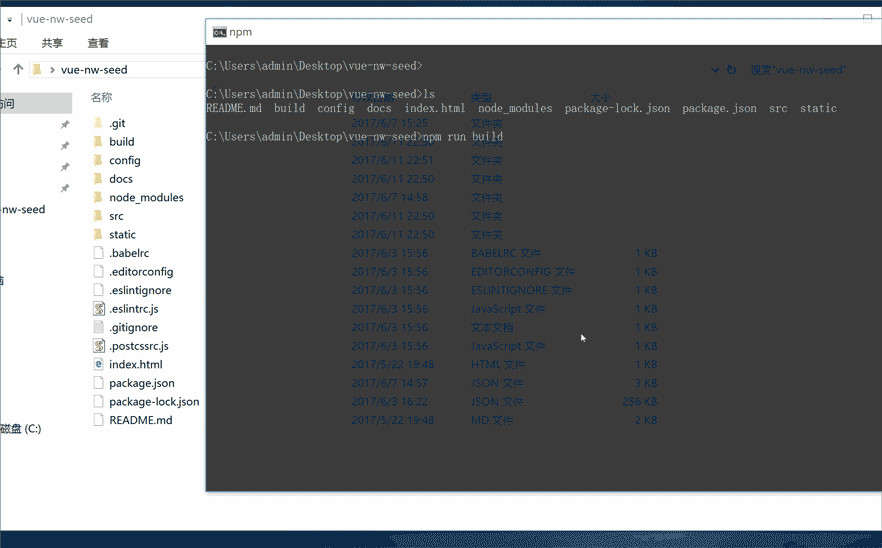 vue-nw-seed
主页 共享 查看
vue-nw-seed
搜索"vue-nw-seed"
npm
C:\Users\admin\Desktop\vue-nw-seed>
C:\Users\admin\Desktop\vue-nw-seed>ls
README.md build config docs index.html node_modules package-lock.json package.json src static
C:\Users\admin\Desktop\vue-nw-seed>npm run build
名称 类型 大小
.git 2017/6/7 15:25 文件夹
build 2017/6/11 22:50 文件夹
config 2017/6/11 22:51 文件夹
docs 2017/6/11 22:50 文件夹
node_modules 2017/6/7 14:58 文件夹
src 2017/6/11 22:50 文件夹
static 2017/6/11 22:50 文件夹
.babelrc 2017/6/3 15:56 BABELRC 文件 1 KB
.editorconfig 2017/6/3 15:56 EDITORCONFIG 文件 1 KB
.eslintignore 2017/6/3 15:56 ESLINTIGNORE 文件 1 KB
.eslintrc.js 2017/6/3 15:56 JavaScript 文件 1 KB
.gitignore 2017/6/3 15:56 文本文档 1 KB
.postcssrc.js 2017/6/3 15:56 JavaScript 文件 1 KB
index.html 2017/5/22 19:48 HTML 文件 1 KB
package.json 2017/6/7 14:57 JSON 文件 3 KB
package-lock.json 2017/6/3 16:22 JSON 文件 256 KB
README.md 2017/5/22 19:48 MD 文件 2 KB
访问
-nw-seed
磁盘 (C:)